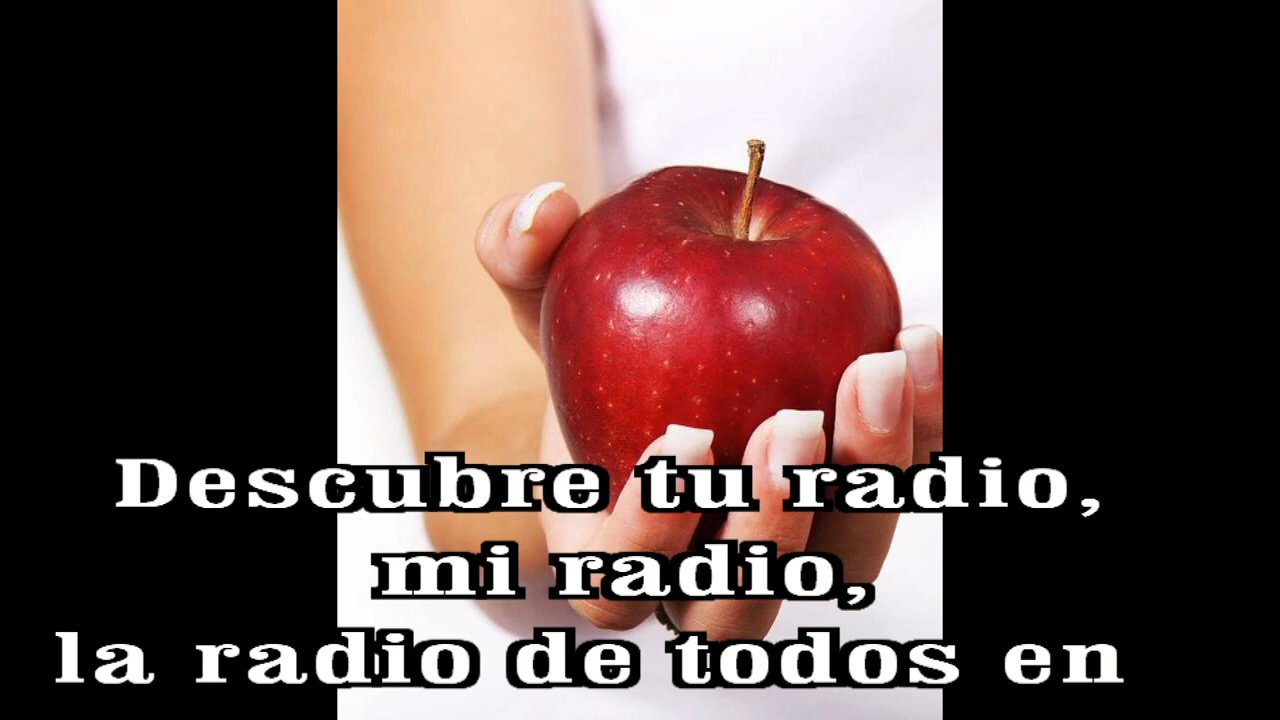 Descubre tu radio,
mi radio,
la radio de todos en